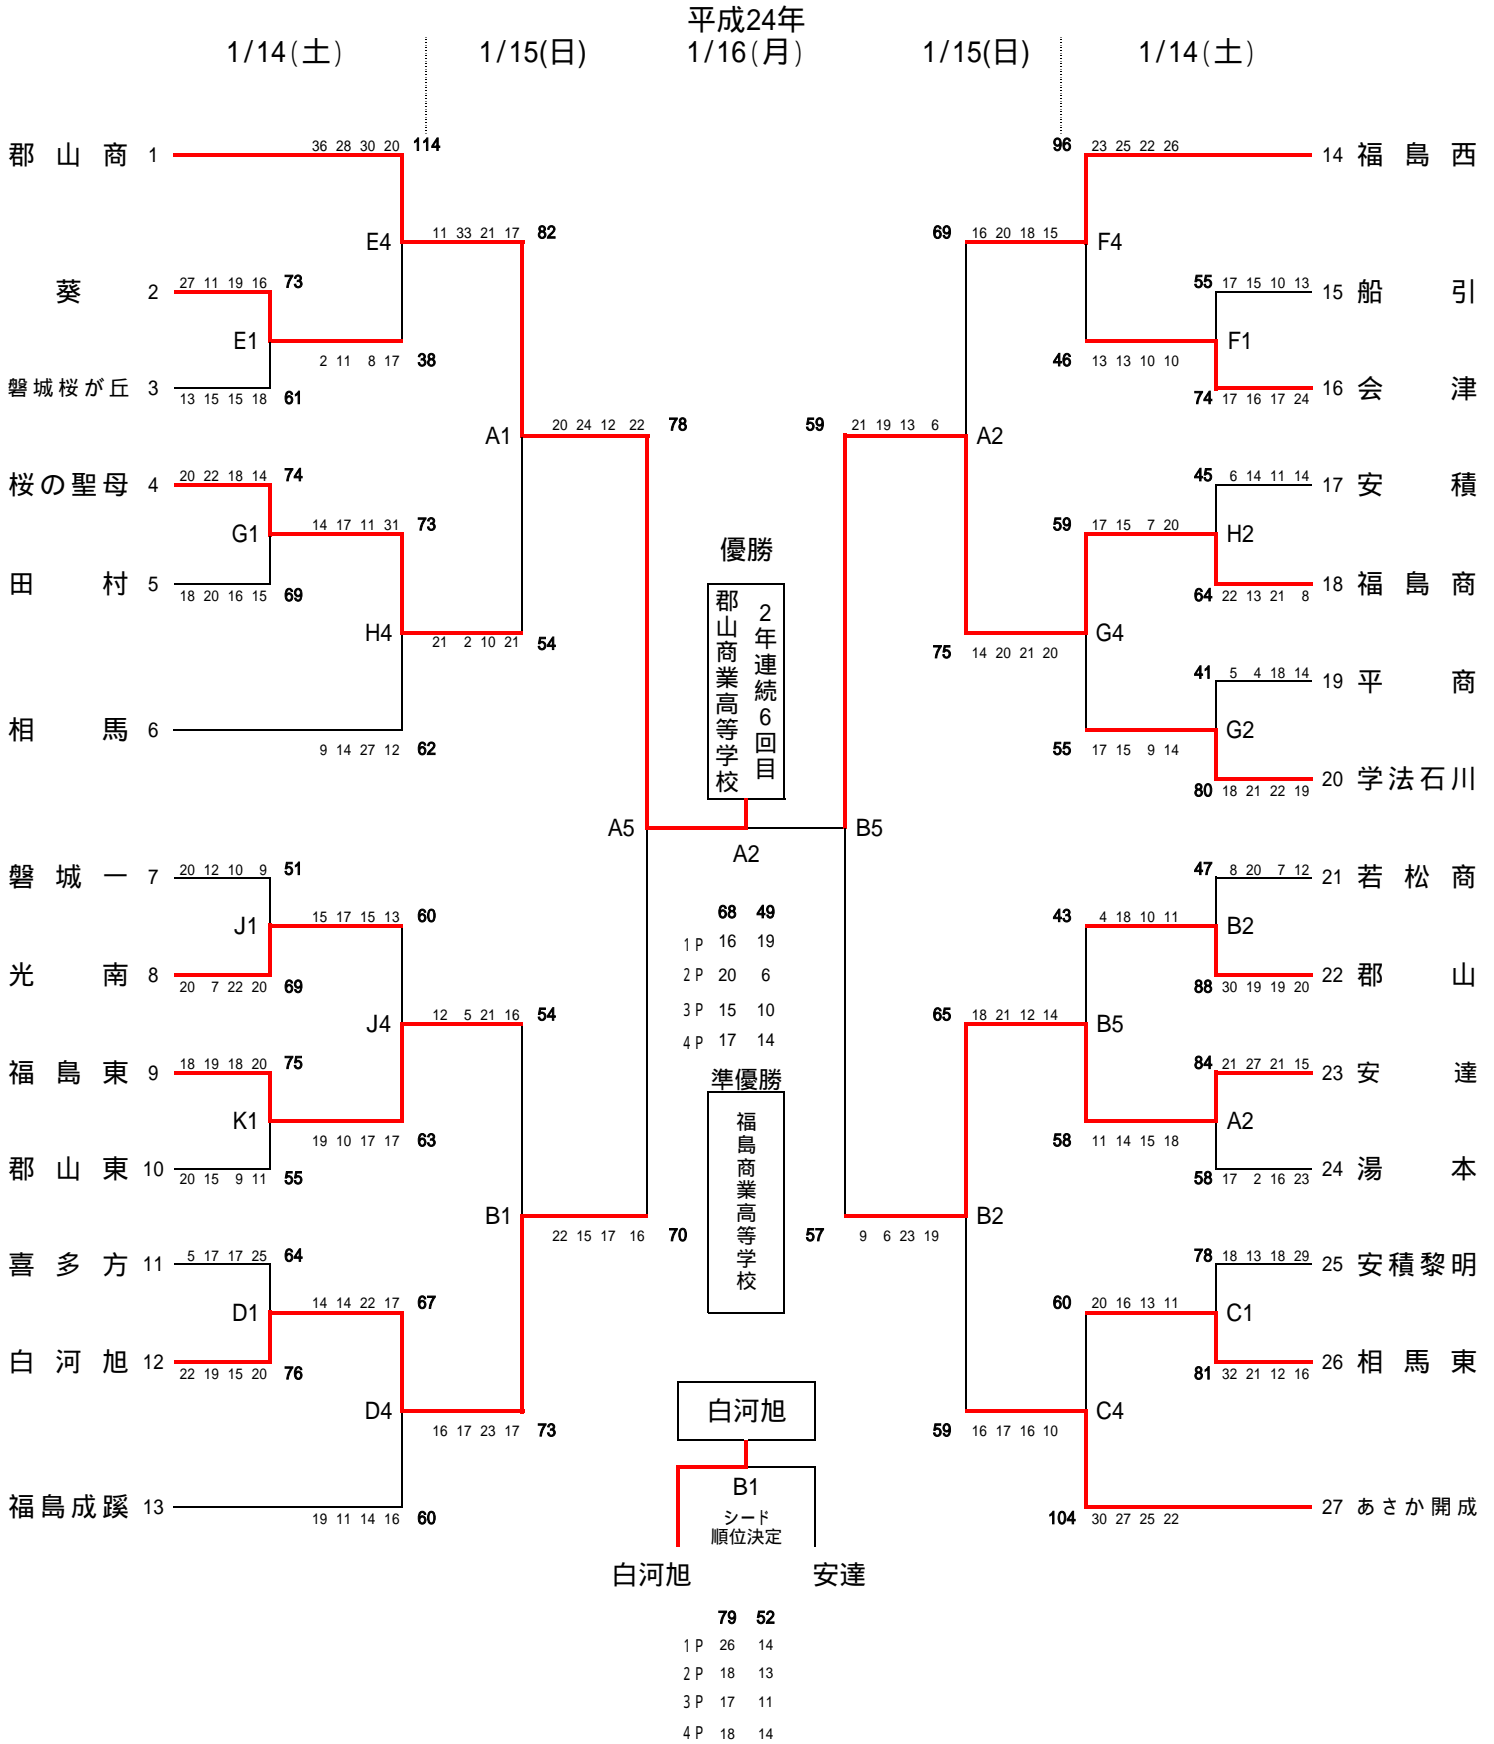 平成24年
1/14(土) 1/15(日) 1/16(月) 1/15(日) 1/14(土)
郡山商 1 36 28 30 20 114
E4 11 33 21 17 82
葵 2 27 11 19 16 73
E1 2 11 8 17 38
磐城桜が丘 3 13 15 15 18 61
A1 20 24 12 22 78
桜の聖母 4 20 22 18 14 74
G1 14 17 11 31 73
田村 5 18 20 16 15 69
H4 21 2 10 21 54
相馬 6 9 14 27 12 62
A5
磐城一 7 20 12 10 9 51
J1 15 17 15 13 60
光南 8 20 7 22 20 69
J4 12 5 21 16 54
福島東 9 18 19 18 20 75
K1 19 10 17 17 63
郡山東 10 20 15 9 11 55
B1 22 15 17 16 70
喜多方 11 5 17 17 25 64
D1 14 14 22 17 67
白河旭 12 22 19 15 20 76
D4 16 17 23 17 73
福島成蹊 13 19 11 14 16 60
優勝
2年連続6回目
郡山商業高等学校
A2
68 49
1P 16 19
2P 20 6
3P 15 10
4P 17 14
準優勝
福島商業高等学校
白河旭
B1
シード
順位決定
白河旭 安達
79 52
1P 26 14
2P 18 13
3P 17 11
4P 18 14
96 23 25 22 26 14 福島西
69 16 20 18 15 F4
55 17 15 10 13 15 船引
46 13 13 10 10 F1
74 17 16 17 24 16 会津
59 21 19 13 6 A2
45 6 14 11 14 17 安積
59 17 15 7 20 H2
64 22 13 21 8 18 福島商
75 14 20 21 20 G4
41 5 4 18 14 19 平商
55 17 15 9 14 G2
80 18 21 22 19 20 学法石川
B5
47 8 20 7 12 21 若松商
43 4 18 10 11 B2
88 30 19 19 20 22 郡山
65 18 21 12 14 B5
84 21 27 21 15 23 安達
58 11 14 15 18 A2
58 17 2 16 23 24 湯本
57 9 6 23 19 B2
78 18 13 18 29 25 安積黎明
60 20 16 13 11 C1
81 32 21 12 16 26 相馬東
59 16 17 16 10 C4
104 30 27 25 22 27 あさか開成